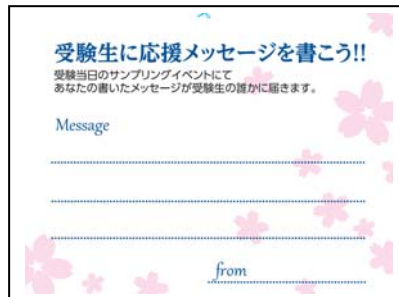 受験生に応援メッセージを書こう!!
受験当日のサンプリングイベントにて
あなたの書いたメッセージが受験生の誰かに届きます。
Message
from